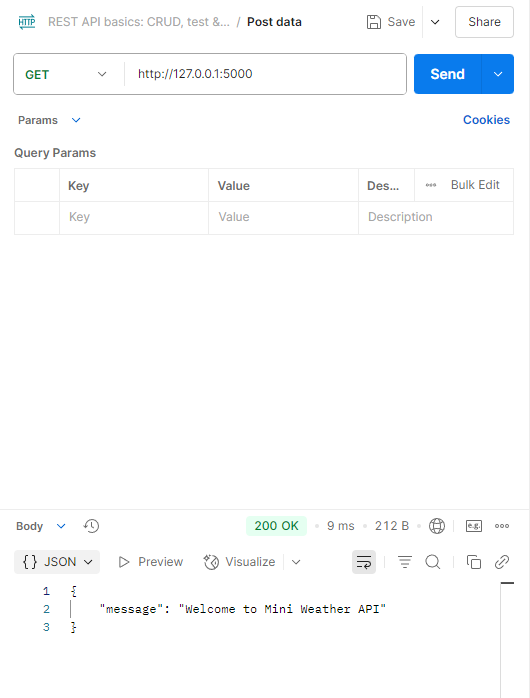 HTTP REST API basics: CRUD, test &... / Post data Save Share
GET http://127.0.0.1:5000 Send
Params Cookies
Query Params
Key Value Des... Bulk Edit
Key Value Description
Body 200 OK 9 ms 212 B e.g.
{} JSON Preview Visualize
1 {
2 "message": "Welcome to Mini Weather API"
3 }